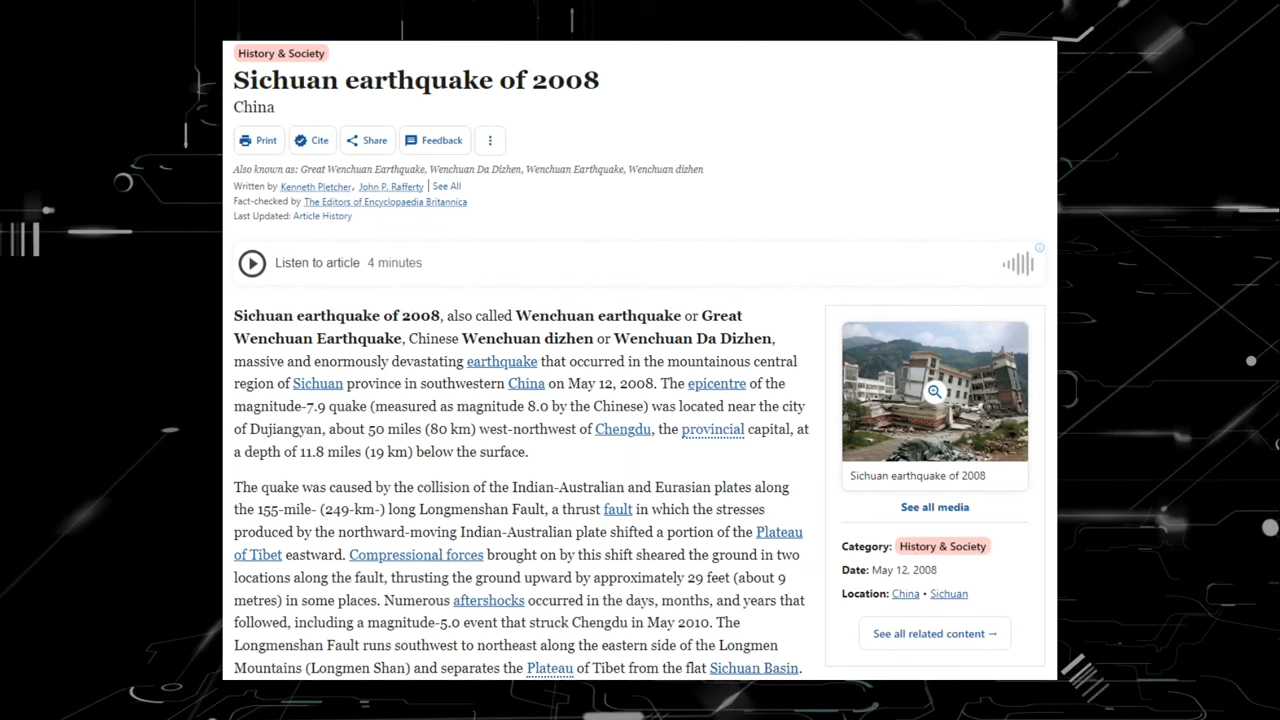 History & Society
Sichuan earthquake of 2008
China
Print Cite Share Feedback
Also known as: Great Wenchuan Earthquake, Wenchuan Da Dizhen, Wenchuan Earthquake, Wenchuan dizhen
Written by Kenneth Pletcher, John P. Rafferty | See All
Fact-checked by The Editors of Encyclopaedia Britannica
Last Updated: Article History
Listen to article 4 minutes
Sichuan earthquake of 2008, also called Wenchuan earthquake or Great
Wenchuan Earthquake, Chinese Wenchuan dizhen or Wenchuan Da Dizhen,
massive and enormously devastating earthquake that occurred in the mountainous central
region of Sichuan province in southwestern China on May 12, 2008. The epicentre of the
magnitude-7.9 quake (measured as magnitude 8.0 by the Chinese) was located near the city
of Dujiangyan, about 50 miles (80 km) west-northwest of Chengdu, the provincial capital, at
a depth of 11.8 miles (19 km) below the surface.
The quake was caused by the collision of the Indian-Australian and Eurasian plates along
the 155-mile- (249-km-) long Longmenshan Fault, a thrust fault in which the stresses
produced by the northward-moving Indian-Australian plate shifted a portion of the Plateau
of Tibet eastward. Compressional forces brought on by this shift sheared the ground in two
locations along the fault, thrusting the ground upward by approximately 29 feet (about 9
metres) in some places. Numerous aftershocks occurred in the days, months, and years that
followed, including a magnitude-5.0 event that struck Chengdu in May 2010. The
Longmenshan Fault runs southwest to northeast along the eastern side of the Longmen
Mountains (Longmen Shan) and separates the Plateau of Tibet from the flat Sichuan Basin.
Sichuan earthquake of 2008
See all media
Category: History & Society
Date: May 12, 2008
Location: China • Sichuan
See all related content →